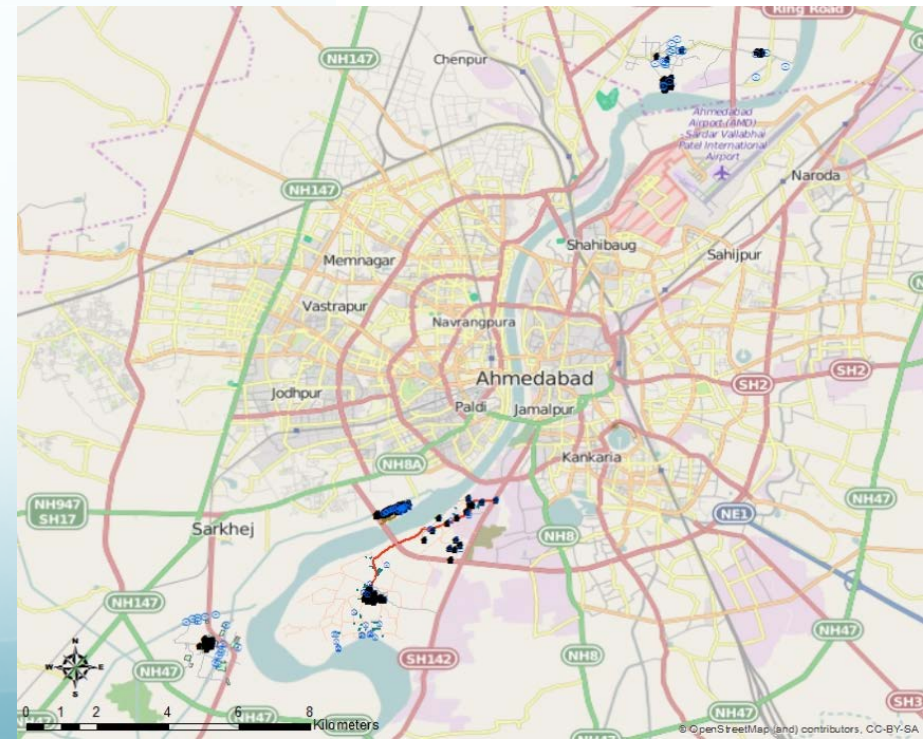 Ring Road
NH147
Chenpur
Ahmedabad
Airport (AMD)
Sardar Vallabhai
Patel International
Airport
Naroda
NH147
Shahibaug
Sahijpur
Memnagar
Vastrapur
Navrangpura
Ahmedabad
SH2
SH2
Jodhpur
Paldi
Jamalpur
Kankaria
NH8A
NH47
NH947
SH17
Sarkhej
NE1
NH8
NH147
NH47
SH142
NH8
NH47
NH47
NH47
SH3
N
W
E
S
0 1 2 4 6 8
Kilometers
© OpenStreetMap (and) contributors, CC-BY-SA